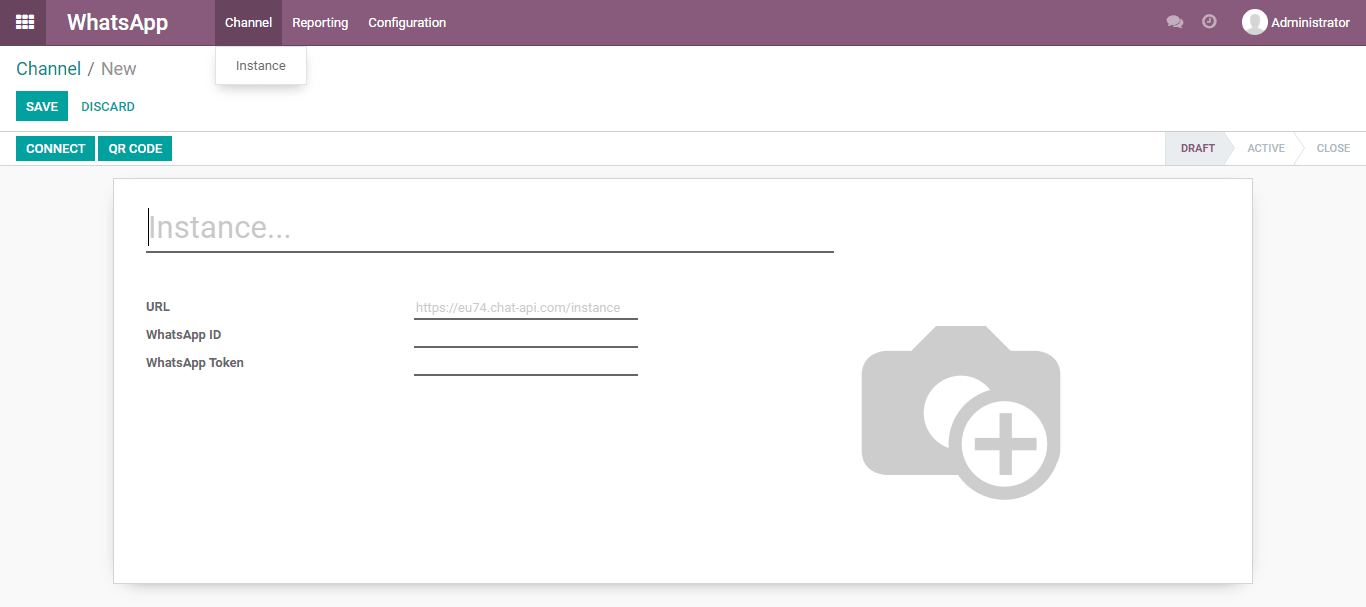 WhatsApp Channel Reporting Configuration Administrator
Channel / New
Instance
SAVE DISCARD
CONNECT QR CODE DRAFT ACTIVE CLOSE
Instance...
URL https://eu74.chat-api.com/instance
WhatsApp ID
WhatsApp Token